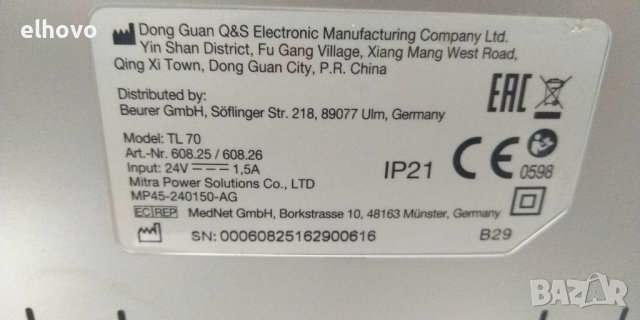 elhovo
Dong Guan Q&S Electronic Manufacturing Company Ltd.
Yin Shan District, Fu Gang Village, Xiang Mang West Road,
Qing Xi Town, Dong Guan City, P.R. China
Distributed by:
Beurer GmbH, Söflinger Str. 218, 89077 Ulm, Germany
EAC
Model: TL 70
Art.-Nr. 608.25 / 608.26
Input: 24V 1,5A
IP21
CE 0598
Mitra Power Solutions Co., LTD
MP45-240150-AG
EC REP MedNet GmbH, Borkstrasse 10, 48163 Münster, Germany
SN: 00060825162900616
B29
BAZAR
bg